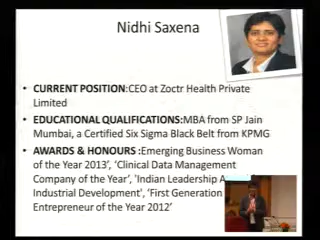 Nidhi Saxena
• CURRENT POSITION:CEO at Zoctr Health Private
Limited
• EDUCATIONAL QUALIFICATIONS:MBA from SP Jain
Mumbai, a Certified Six Sigma Black Belt from KPMG
• AWARDS & HONOURS :Emerging Business Woman
of the Year 2013', 'Clinical Data Management
Company of the Year', 'Indian Leadership A
Industrial Development', 'First Generation
Entrepreneur of the Year 2012'